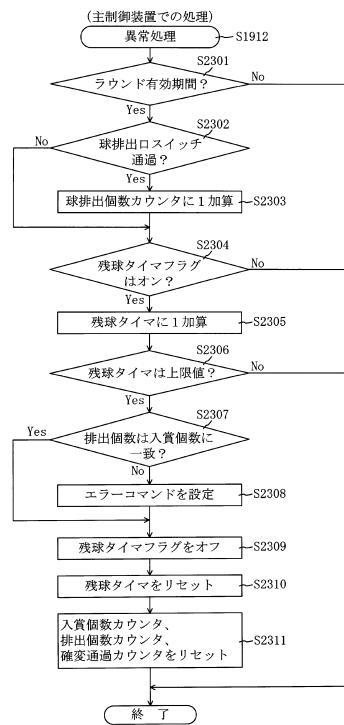 (主制御装置での処理)
異常処理
S1912
S2301
ラウンド有効期間？
No
Yes
S2302
No
球排出口スイッチ
通過？
Yes
球排出個数カウンタに１加算
S2303
S2304
残球タイマフラグ
はオン？
No
Yes
残球タイマに１加算
S2305
S2306
残球タイマは上限値？
No
Yes
S2307
Yes
排出個数は入賞個数に
一致？
No
エラーコマンドを設定
S2308
残球タイマフラグをオフ
S2309
残球タイマをリセット
S2310
入賞個数カウンタ、
排出個数カウンタ、
確変通過カウンタをリセット
S2311
終 了